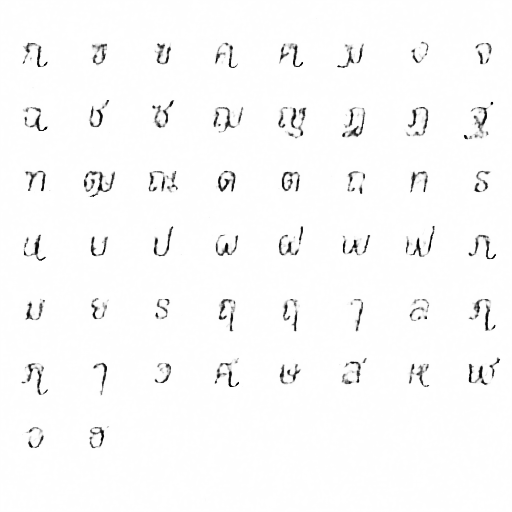 ก ข ฃ ค ฅ ฆ ง จ
ฉ ช ซ ฌ ญ ฎ ฏ ฐ
ฑ ฒ ณ ด ต ถ ท ธ
น บ ป ผ ฝ พ ฟ ภ
ม ย ร ฤ ฤ ๅ ล ฦ
ฦ ๅ ว ศ ษ ส ห ฬ
อ ฮ